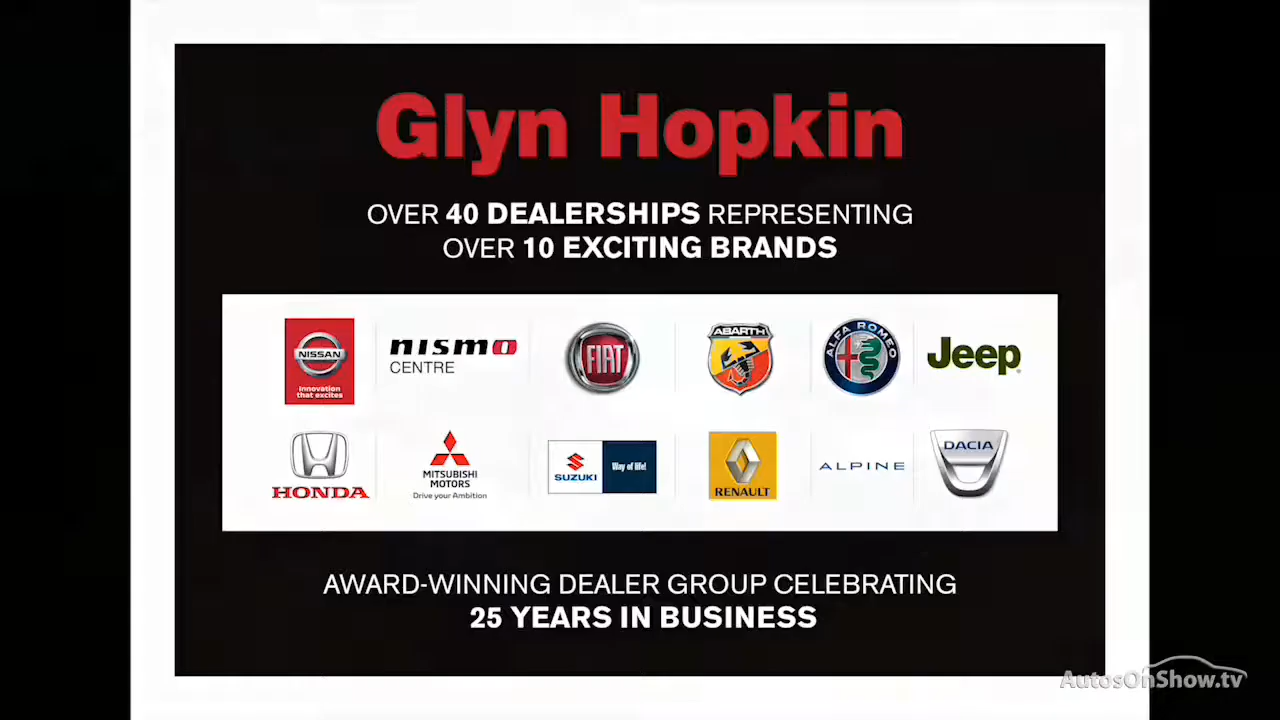 Glyn Hopkin
OVER 40 DEALERSHIPS REPRESENTING
OVER 10 EXCITING BRANDS
NISSAN
Innovation
that excites
nismo
CENTRE
FIAT
ABARTH
ALFA ROMEO
Jeep
HONDA
MITSUBISHI
MOTORS
Drive your Ambition
SUZUKI
Way of life!
RENAULT
ALPINE
DACIA
AWARD-WINNING DEALER GROUP CELEBRATING
25 YEARS IN BUSINESS
AutosOnShow.tv